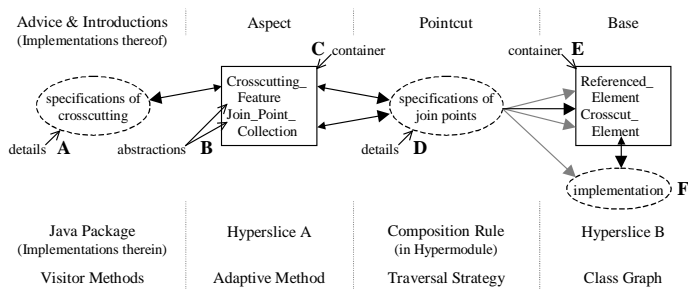 Advice & Introductions Aspect Pointcut Base
(Implementations thereof)
C container container E
Crosscutting_ Referenced_
specifications of Feature specifications of Element
crosscutting Join_Point_ join points Crosscut_
Collection Element
details A abstractions B details D
implementation F
Java Package Hyperslice A Composition Rule Hyperslice B
(Implementations therein) (in Hypermodule)
Visitor Methods Adaptive Method Traversal Strategy Class Graph